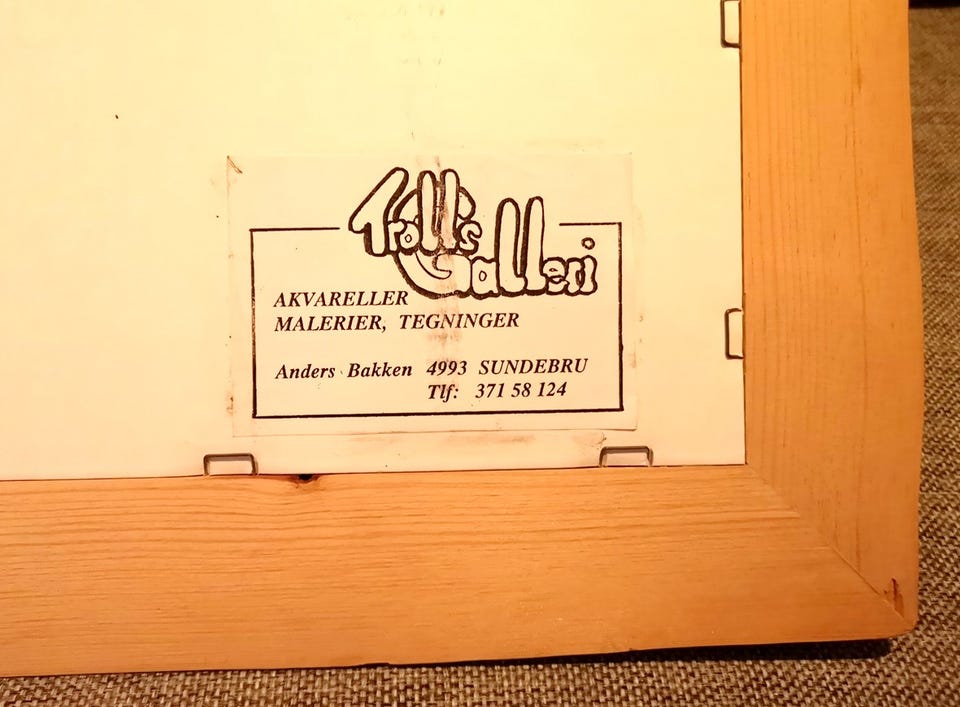 Troll's
Galleri
AKVARELLER
MALERIER, TEGNINGER
Anders Bakken 4993 SUNDEBRU
Tlf: 371 58 124